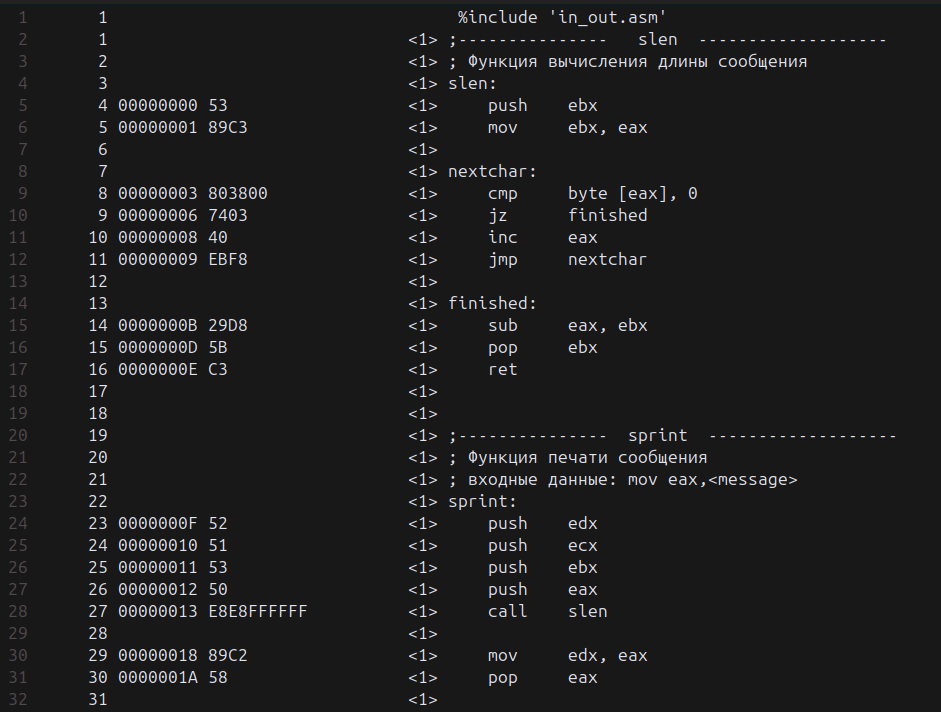 1        1                                   %include 'in_out.asm'
2        1                              <1> ;---------------   slen  -------------------
3        2                              <1> ; Функция вычисления длины сообщения
4        3                              <1> slen:
5        4 00000000 53                  <1>     push    ebx
6        5 00000001 89C3                <1>     mov     ebx, eax
7        6                              <1>
8        7                              <1> nextchar:
9        8 00000003 803800              <1>     cmp     byte [eax], 0
10        9 00000006 7403                <1>     jz      finished
11       10 00000008 40                  <1>     inc     eax
12       11 00000009 EBF8                <1>     jmp     nextchar
13       12                              <1>
14       13                              <1> finished:
15       14 0000000B 29D8                <1>     sub     eax, ebx
16       15 0000000D 5B                  <1>     pop     ebx
17       16 0000000E C3                  <1>     ret
18       17                              <1>
19       18                              <1>
20       19                              <1> ;---------------  sprint  -------------------
21       20                              <1> ; Функция печати сообщения
22       21                              <1> ; входные данные: mov eax,<message>
23       22                              <1> sprint:
24       23 0000000F 52                  <1>     push    edx
25       24 00000010 51                  <1>     push    ecx
26       25 00000011 53                  <1>     push    ebx
27       26 00000012 50                  <1>     push    eax
28       27 00000013 E8E8FFFFFF          <1>     call    slen
29       28                              <1>
30       29 00000018 89C2                <1>     mov     edx, eax
31       30 0000001A 58                  <1>     pop     eax
32       31                              <1>